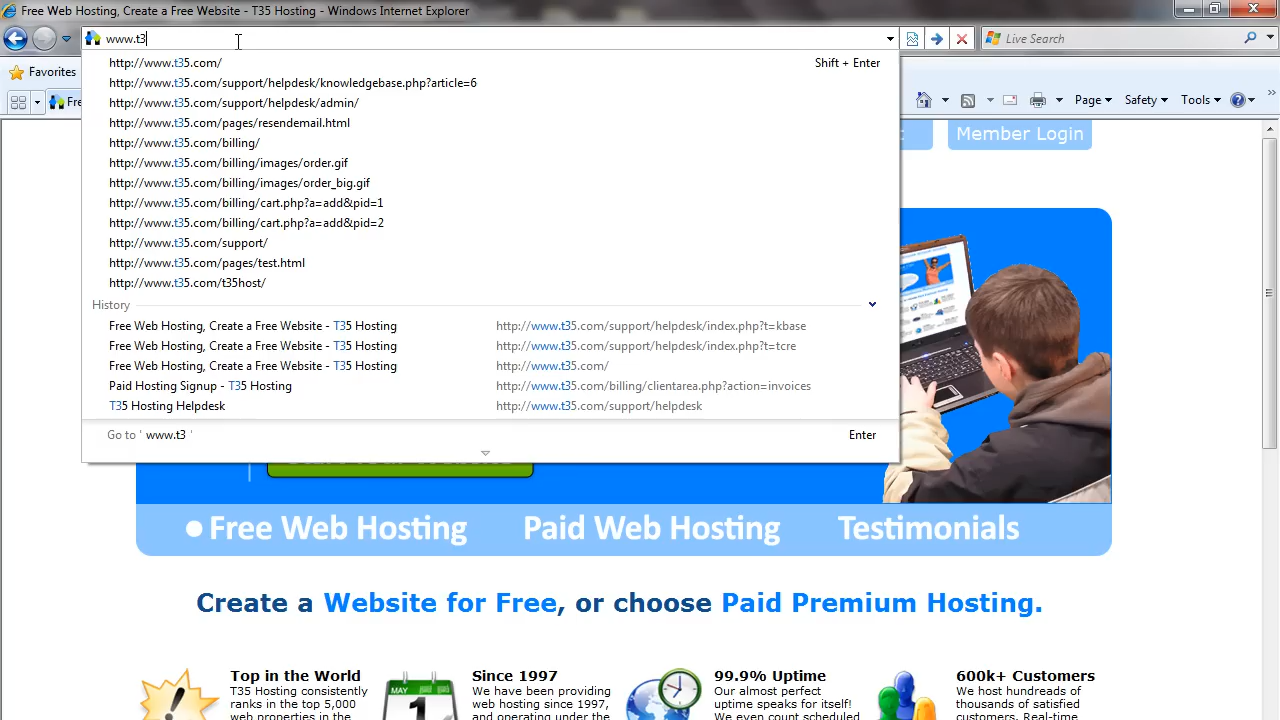 Free Web Hosting, Create a Free Website - T35 Hosting - Windows Internet Explorer
www.t3
Live Search
http://www.t35.com/
Shift + Enter
http://www.t35.com/support/helpdesk/knowledgebase.php?article=6
http://www.t35.com/support/helpdesk/admin/
http://www.t35.com/pages/resendemail.html
http://www.t35.com/billing/
http://www.t35.com/billing/images/order.gif
http://www.t35.com/billing/images/order_big.gif
http://www.t35.com/billing/cart.php?a=add&pid=1
http://www.t35.com/billing/cart.php?a=add&pid=2
http://www.t35.com/support/
http://www.t35.com/pages/test.html
http://www.t35.com/t35host/
History
Free Web Hosting, Create a Free Website - T35 Hosting http://www.t35.com/support/helpdesk/index.php?t=kbase
Free Web Hosting, Create a Free Website - T35 Hosting http://www.t35.com/support/helpdesk/index.php?t=tcre
Free Web Hosting, Create a Free Website - T35 Hosting http://www.t35.com/
Paid Hosting Signup - T35 Hosting http://www.t35.com/billing/clientarea.php?action=invoices
T35 Hosting Helpdesk http://www.t35.com/support/helpdesk
Go to ' www.t3 ' Enter
Favorites
Fre
Page Safety Tools
Member Login
Free Web Hosting Paid Web Hosting Testimonials
Create a Website for Free, or choose Paid Premium Hosting.
Top in the World
T35 Hosting consistently
ranks in the top 5,000
web properties in the
MAY
1
Since 1997
We have been providing
web hosting since 1997,
and operating under the
99.9% Uptime
Our almost perfect
uptime speaks for itself!
We even count scheduled
600k+ Customers
We host hundreds of
thousands of satisfied
customers. Real-time